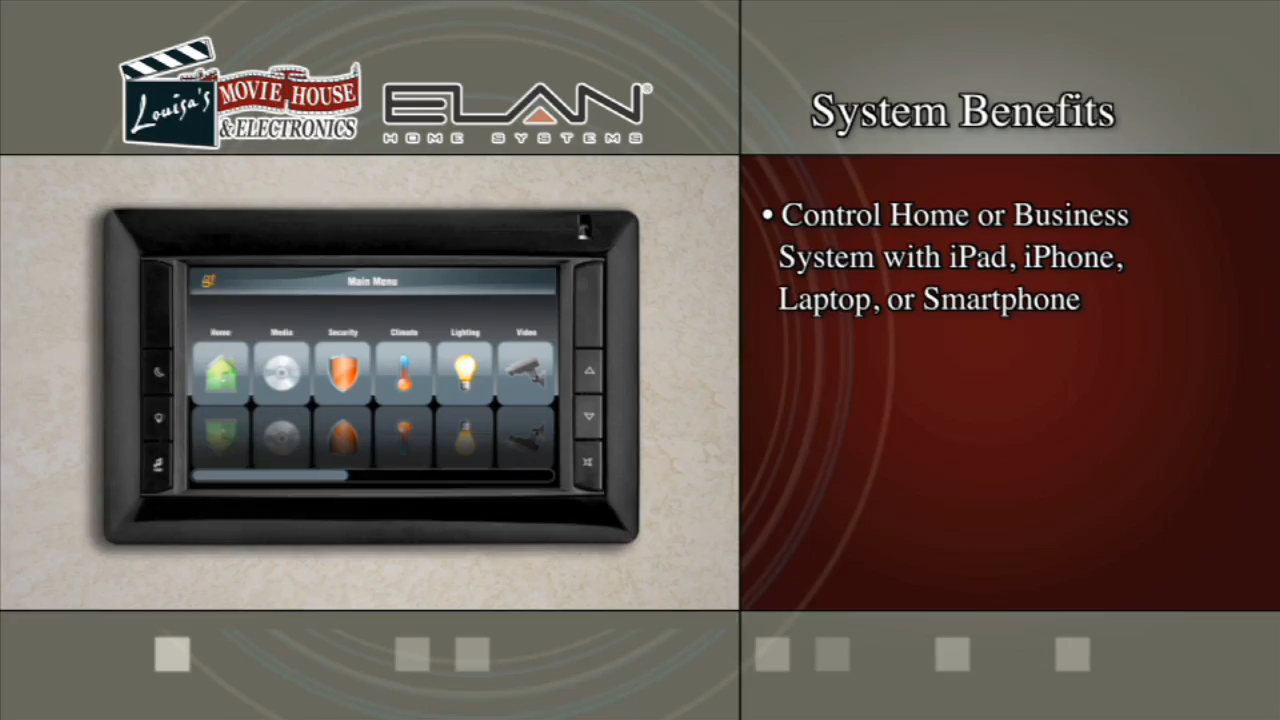 Louisa's
MOVIE HOUSE
& ELECTRONICS
ELAN®
HOME SYSTEMS
System Benefits
• Control Home or Business
System with iPad, iPhone,
Laptop, or Smartphone
g!
Main Menu
Home Media Security Climate Lighting Video